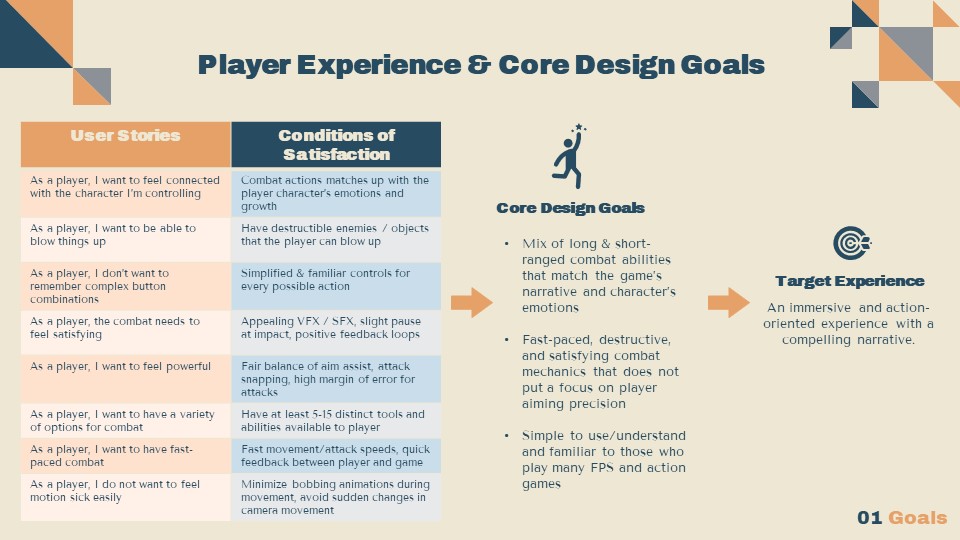 Player Experience & Core Design Goals
User Stories
Conditions of
Satisfaction
As a player, I want to feel connected
with the character I'm controlling
Combat actions matches up with the
player character's emotions and
growth
As a player, I want to be able to
blow things up
Have destructible enemies / objects
that the player can blow up
As a player, I don't want to
remember complex button
combinations
Simplified & familiar controls for
every possible action
As a player, the combat needs to
feel satisfying
Appealing VFX / SFX, slight pause
at impact, positive feedback loops
As a player, I want to feel powerful
Fair balance of aim assist, attack
snapping, high margin of error for
attacks
As a player, I want to have a variety
of options for combat
Have at least 5-15 distinct tools and
abilities available to player
As a player, I want to have fast-
paced combat
Fast movement/attack speeds, quick
feedback between player and game
As a player, I do not want to feel
motion sick easily
Minimize bobbing animations during
movement, avoid sudden changes in
camera movement
Core Design Goals
• Mix of long & short-
ranged combat abilities
that match the game's
narrative and character's
emotions
• Fast-paced, destructive,
and satisfying combat
mechanics that does not
put a focus on player
aiming precision
• Simple to use/understand
and familiar to those who
play many FPS and action
games
Target Experience
An immersive and action-
oriented experience with a
compelling narrative.
01 Goals